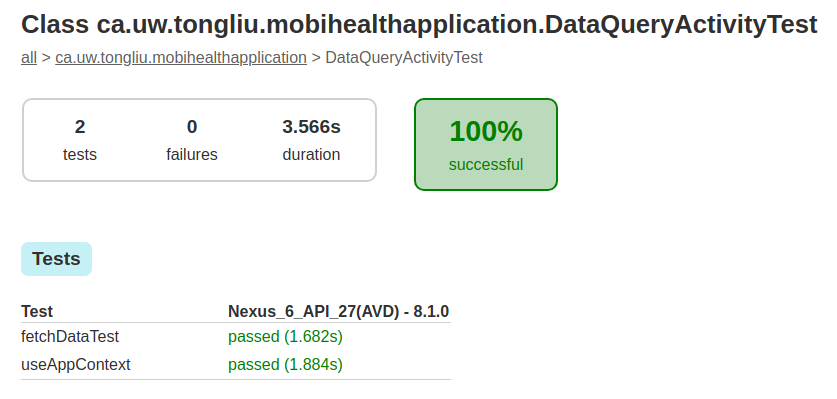 Class ca.uw.tongliu.mobihealthapplication.DataQueryActivityTest
all > ca.uw.tongliu.mobihealthapplication > DataQueryActivityTest
2 0 3.566s
tests failures duration
100%
successful
Tests
Test Nexus_6_API_27(AVD) - 8.1.0
fetchDataTest passed (1.682s)
useAppContext passed (1.884s)